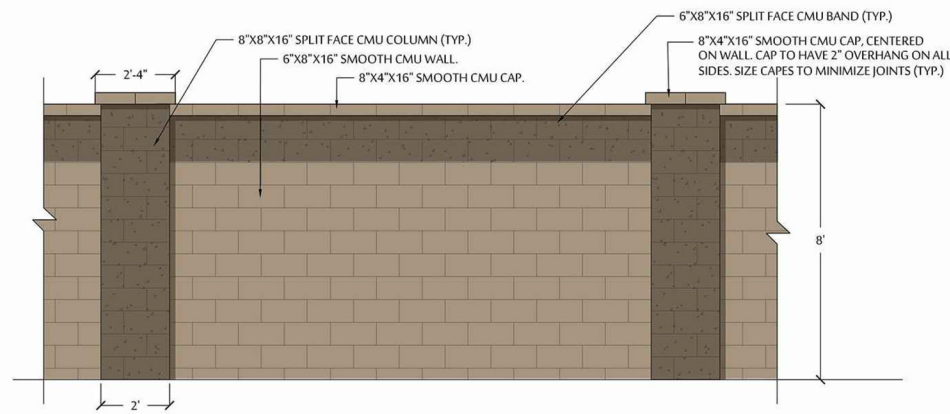 6"X8"X16" SPLIT FACE CMU BAND (TYP.)
8"X8"X16" SPLIT FACE CMU COLUMN (TYP.)
8"X4"X16" SMOOTH CMU CAP, CENTERED
ON WALL. CAP TO HAVE 2" OVERHANG ON ALL
SIDES. SIZE CAPES TO MINIMIZE JOINTS (TYP.)
6"X8"X16" SMOOTH CMU WALL.
2'-4"
8"X4"X16" SMOOTH CMU CAP.
8'
2'